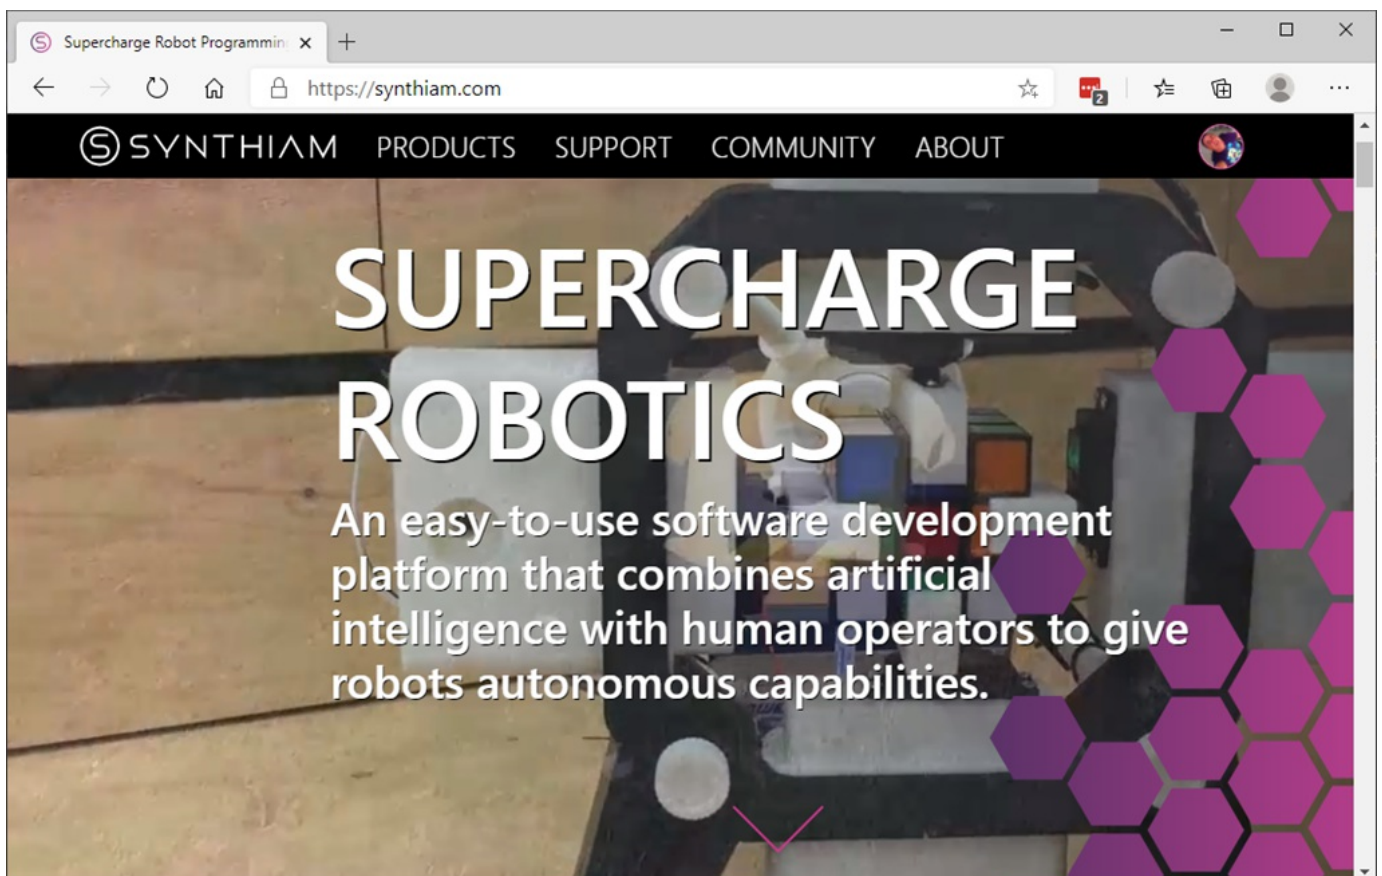 Supercharge Robot Programmin
https://synthiam.com
2
SYNTHIAM PRODUCTS SUPPORT COMMUNITY ABOUT
SUPERCHARGE
ROBOTICS
An easy-to-use software development
platform that combines artificial
intelligence with human operators to give
robots autonomous capabilities.